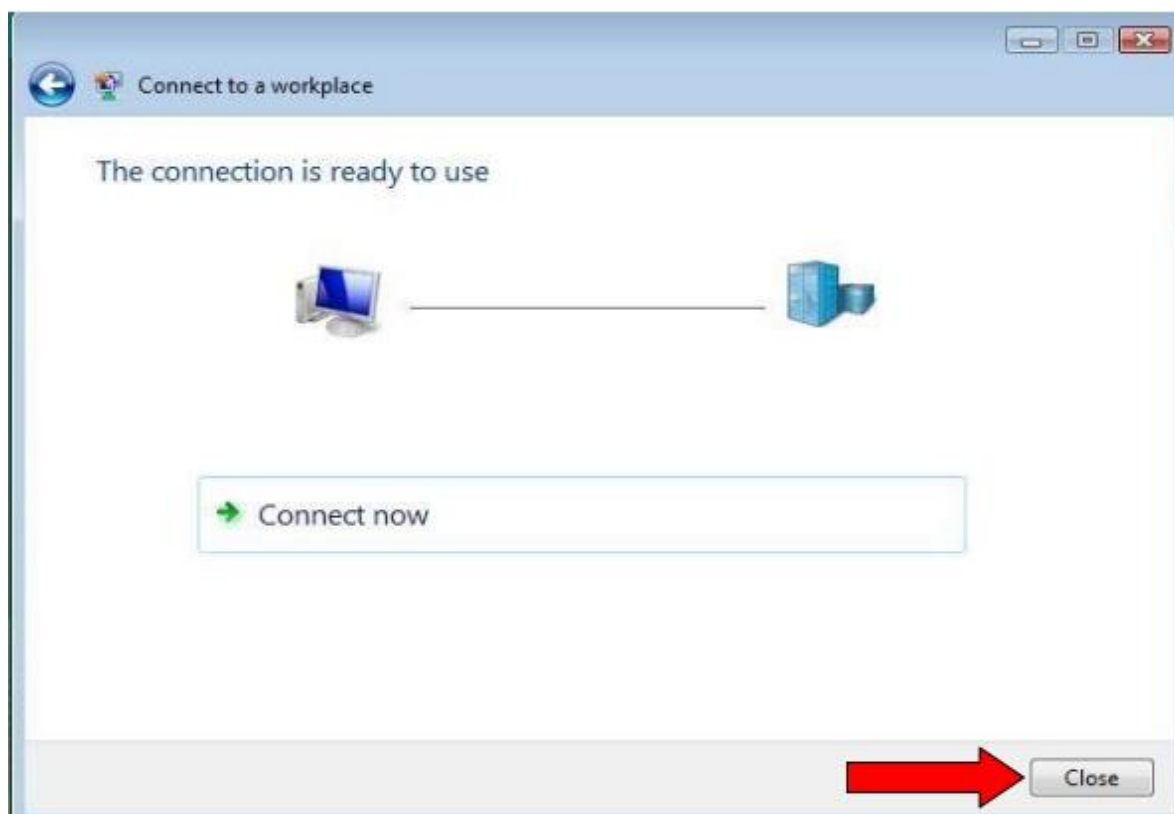 Connect to a workplace
The connection is ready to use
Connect now
Close